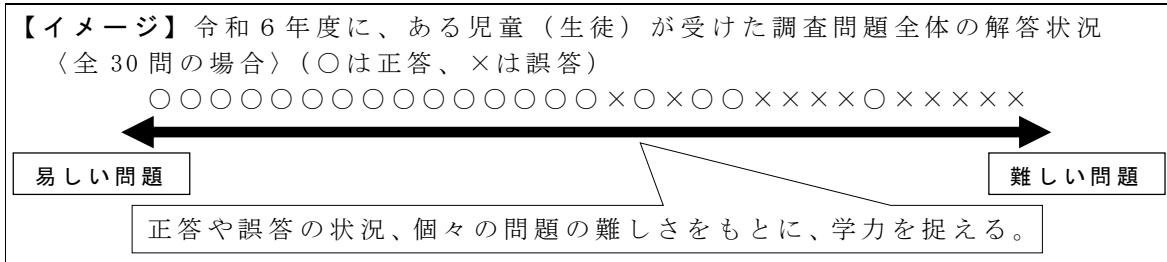 【イメージ】令和6年度に、ある児童（生徒）が受けた調査問題全体の解答状況
〈全30問の場合〉（○は正答、×は誤答）
○○○○○○○○○○○○○○○×○×○○××××○×××××
易しい問題
難しい問題
正答や誤答の状況、個々の問題の難しさをもとに、学力を捉える。